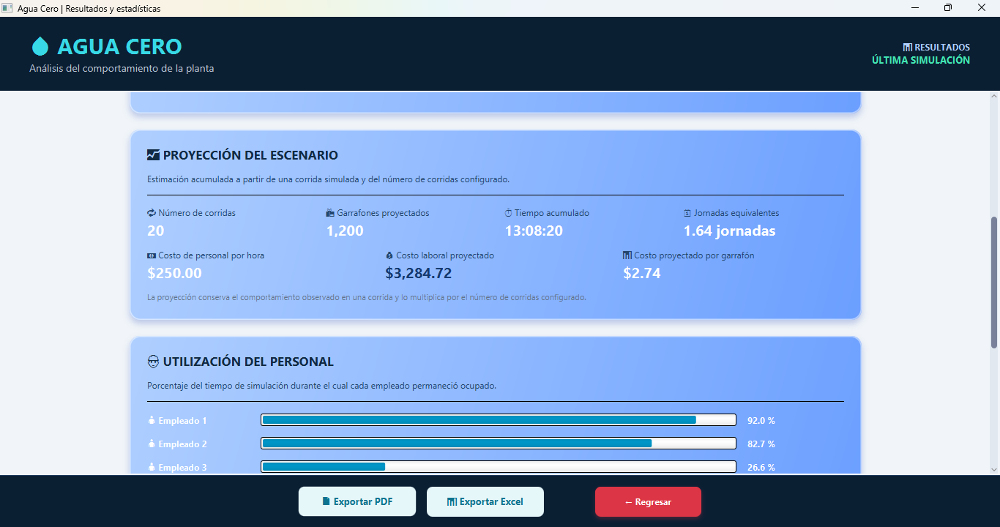 Agua Cero | Resultados y estadísticas
AGUA CERO
Análisis del comportamiento de la planta
RESULTADOS
ÚLTIMA SIMULACIÓN
PROYECCIÓN DEL ESCENARIO
Estimación acumulada a partir de una corrida simulada y del número de corridas configurado.
Número de corridas Garrafones proyectados Tiempo acumulado Jornadas equivalentes
20 1,200 13:08:20 1.64 jornadas
Costo de personal por hora Costo laboral proyectado Costo proyectado por garrafón
$250.00 $3,284.72 $2.74
La proyección conserva el comportamiento observado en una corrida y lo multiplica por el número de corridas configurado.
UTILIZACIÓN DEL PERSONAL
Porcentaje del tiempo de simulación durante el cual cada empleado permaneció ocupado.
Empleado 1 92.0 %
Empleado 2 82.7 %
Empleado 3 26.6 %
Exportar PDF Exportar Excel ← Regresar